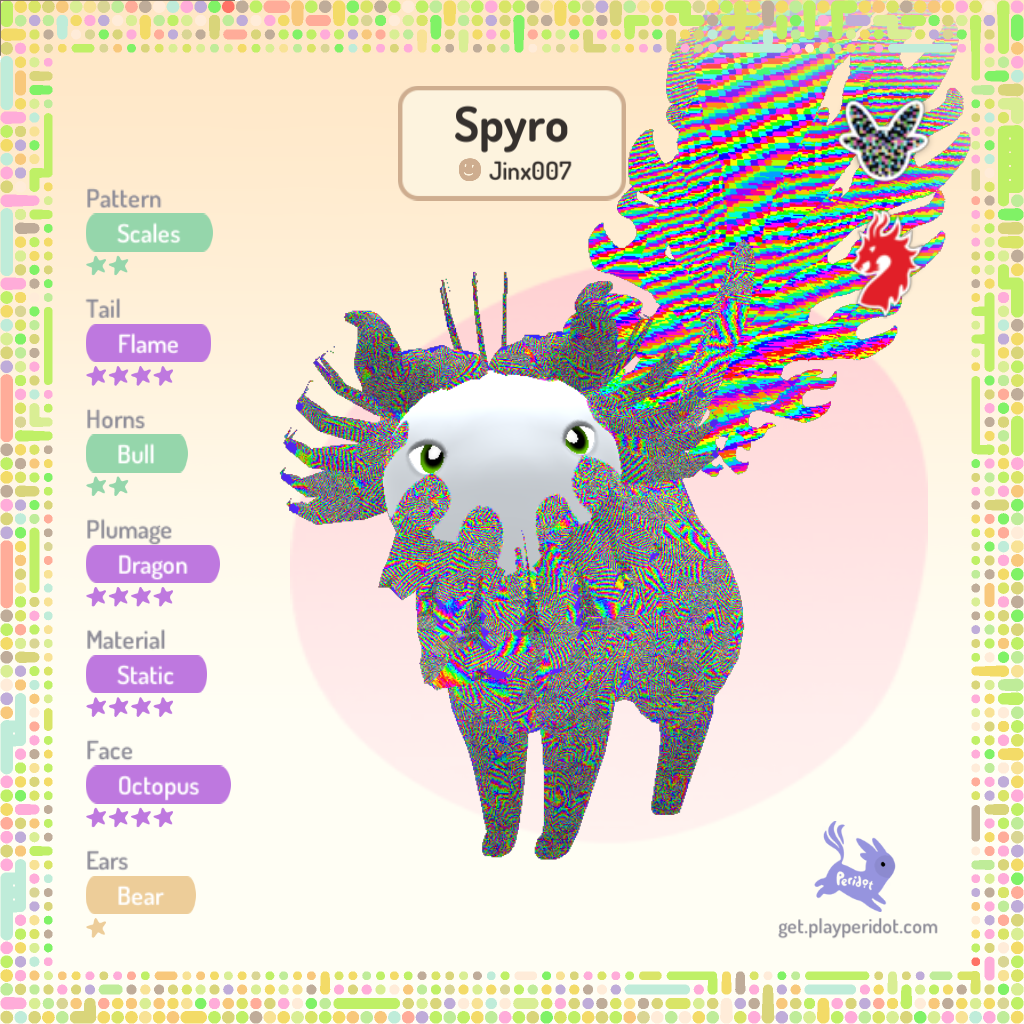 Spyro
Jinx007
Pattern
Scales
Tail
Flame
Horns
Bull
Plumage
Dragon
Material
Static
Face
Octopus
Ears
Bear
Peridot
get.playperidot.com